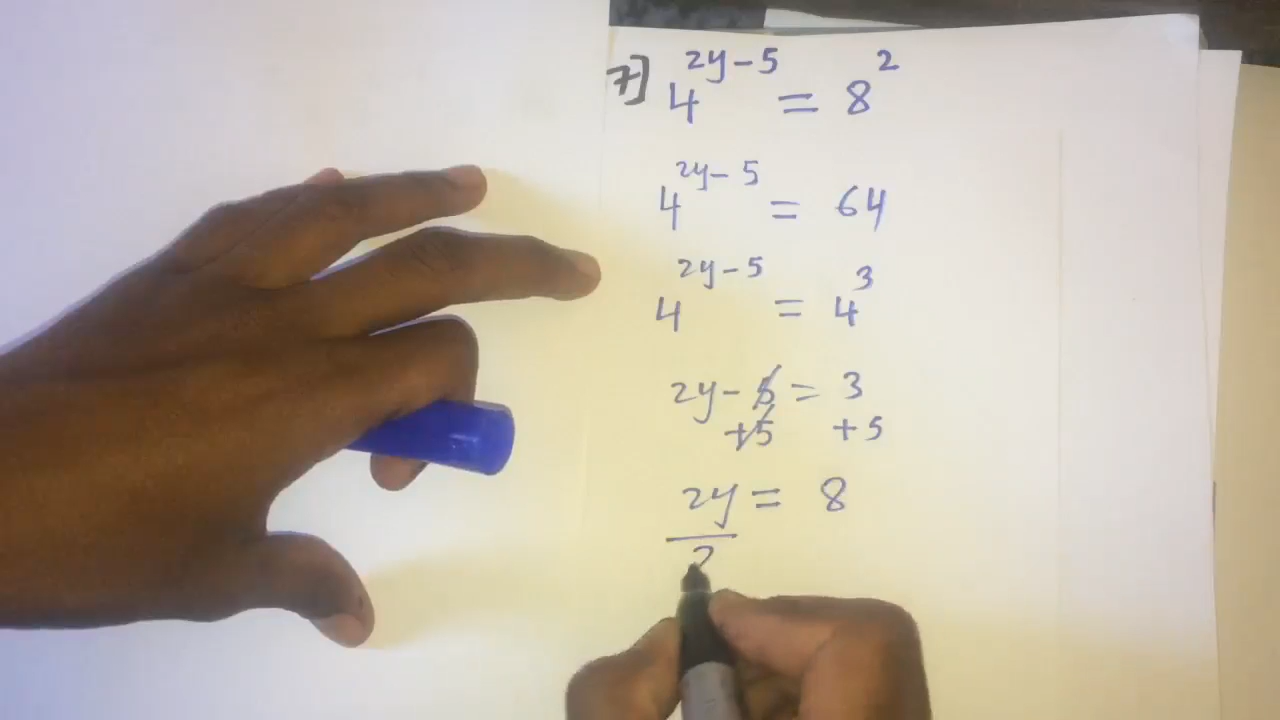 7] 4^{2y-5} = 8^2
4^{2y-5} = 64
4^{2y-5} = 4^3
2y - 5 = 3
+5 +5
2y = 8
2